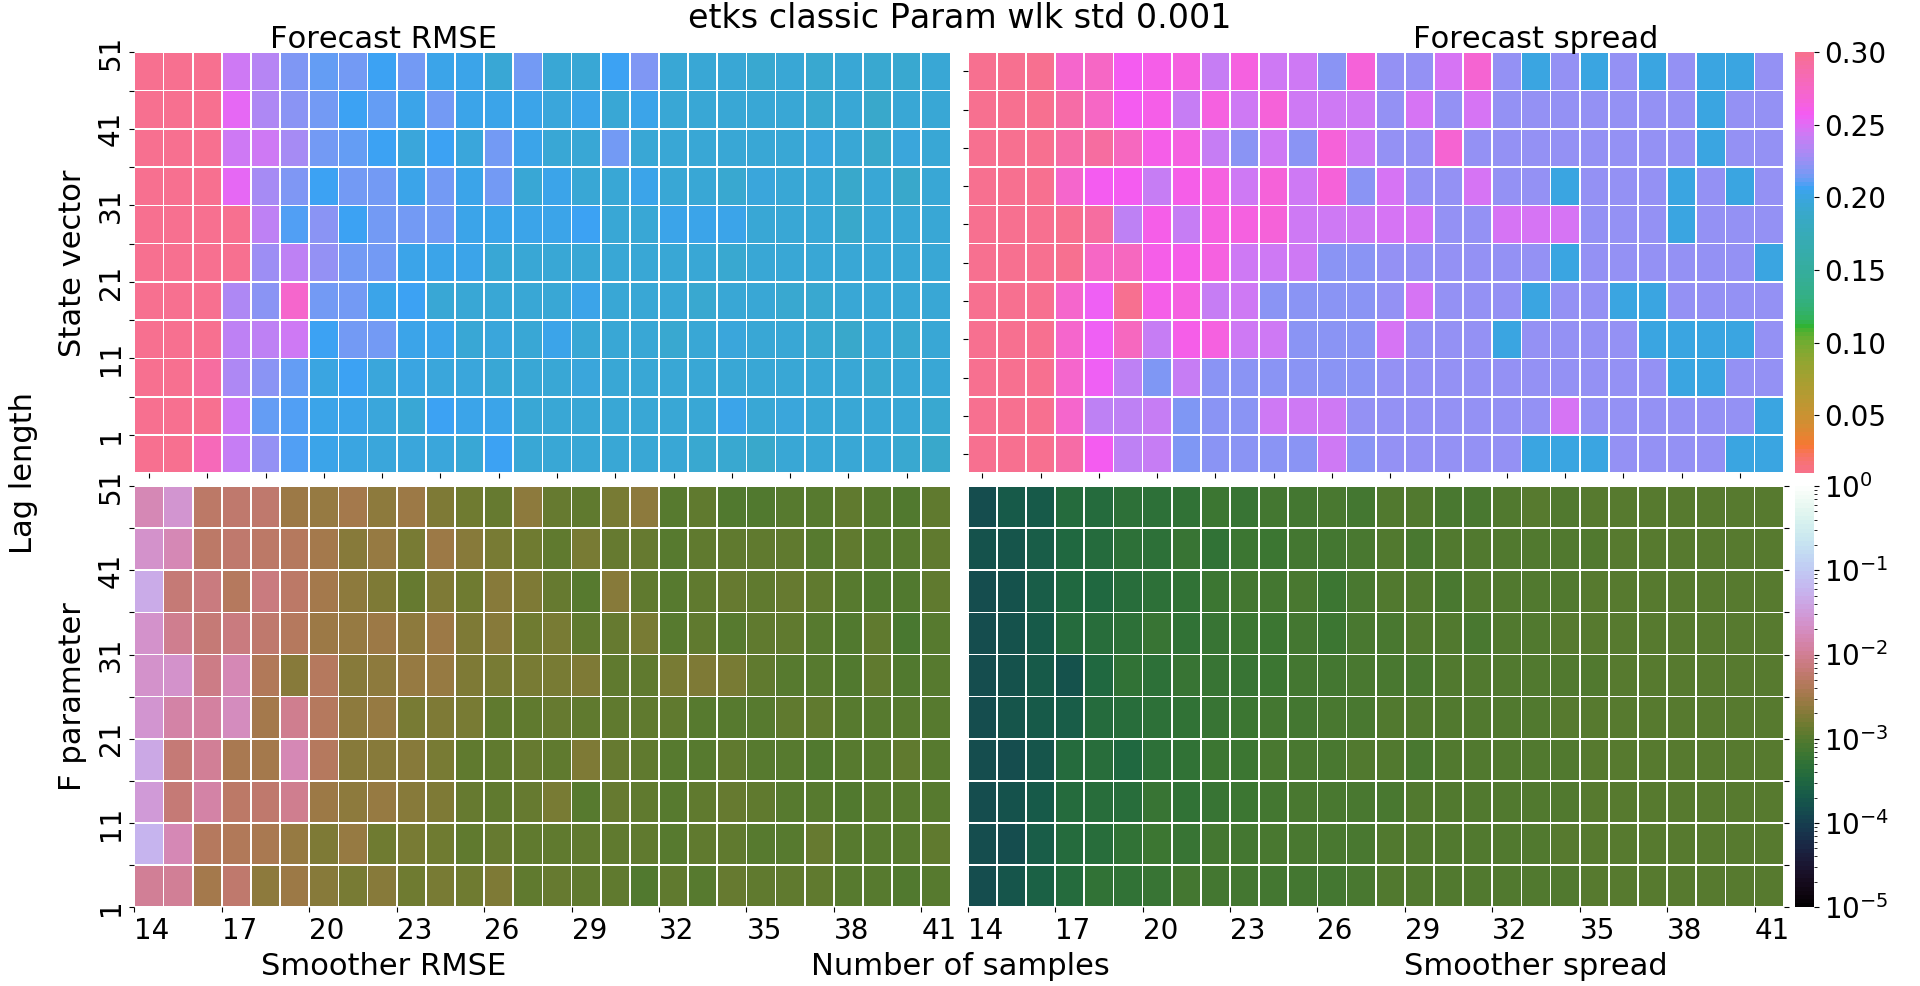 etks classic Param wlk std 0.001
Forecast RMSE
Forecast spread
State vector
51
41
31
21
11
1
0.30
0.25
0.20
0.15
0.10
0.05
Lag length
F parameter
51
41
31
21
11
1
10⁰
10⁻¹
10⁻²
10⁻³
10⁻⁴
10⁻⁵
14 17 20 23 26 29 32 35 38 41
14 17 20 23 26 29 32 35 38 41
Smoother RMSE
Number of samples
Smoother spread